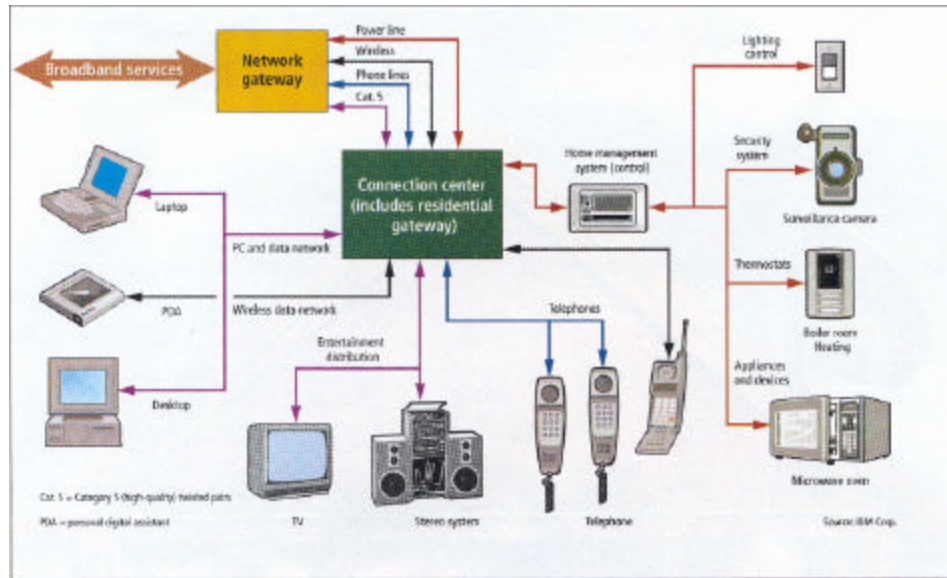 Power line
Wireless
Phone lines
Cat. 5
Broadband services
Network
gateway
Lighting
control
Security
system
Surveillance camera
Home management
system (control)
Connection center
(includes residential
gateway)
Laptop
PC and data network
PDA
Wireless data network
Thermostats
Boiler room
Heating
Telephones
Entertainment
distribution
Appliances
and devices
Desktop
Microwave oven
Cat. 5 = Category 5 (high-quality) twisted pairs
PDA = personal digital assistant
TV
Stereo system
Telephone
Source: IBM Corp.